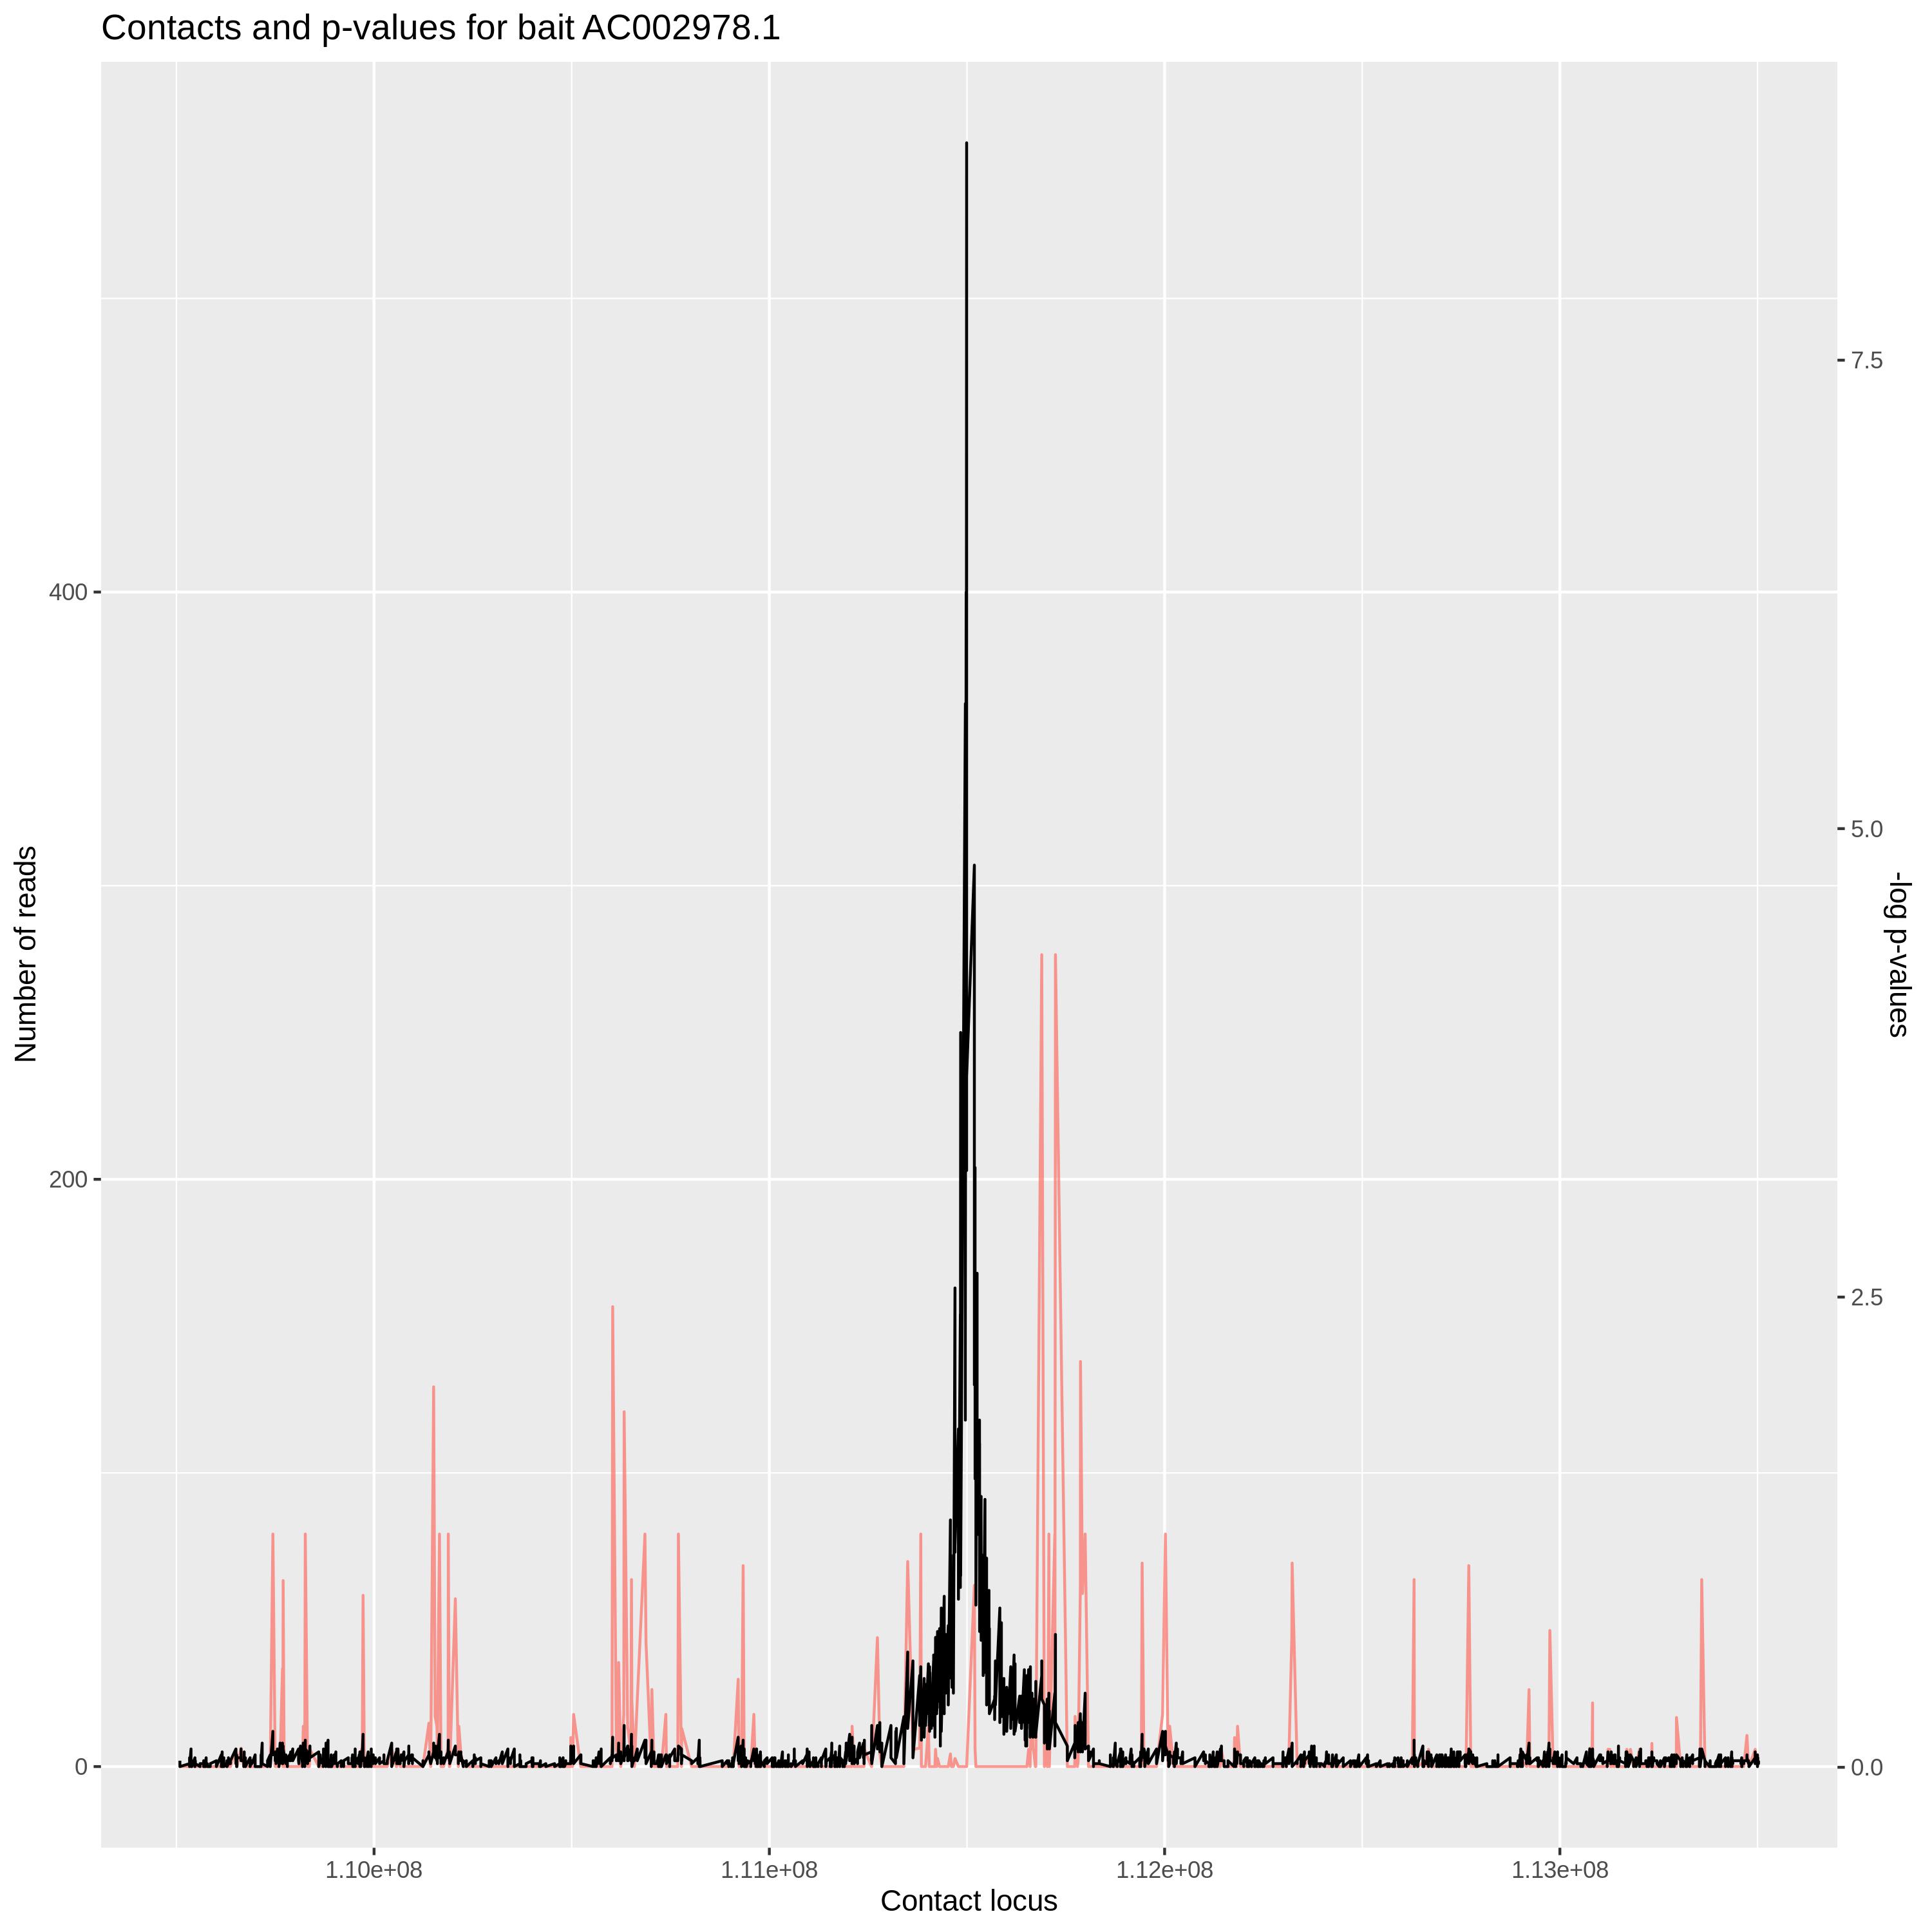 Contacts and p-values for bait AC002978.1
Number of reads
400
200
0
7.5
5.0
2.5
0.0
-log p-values
1.10e+08
1.11e+08
1.12e+08
1.13e+08
Contact locus